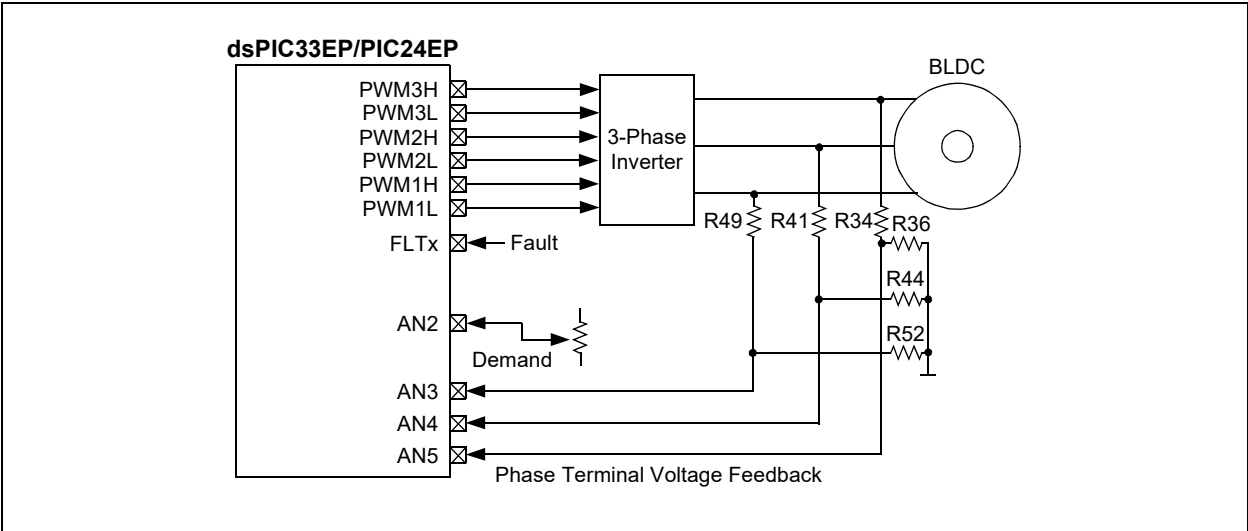 dsPIC33EP/PIC24EP
BLDC
PWM3H
PWM3L
PWM2H
PWM2L
PWM1H
PWM1L
3-Phase
Inverter
R49 R41 R34 R36
FLTx Fault
R44
AN2
R52
Demand
AN3
AN4
AN5
Phase Terminal Voltage Feedback